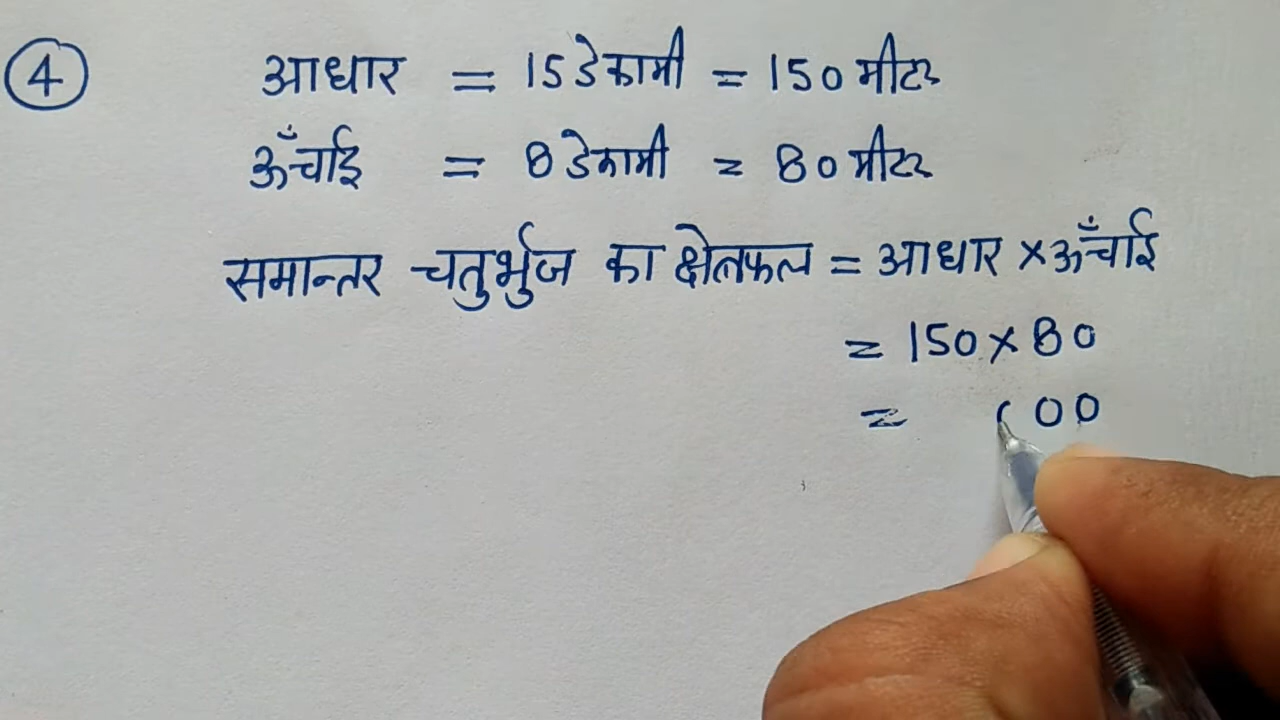 ④ आधार = 15 डेकामी = 150 मीटर
ऊँचाई = 8 डेकामी = 80 मीटर
समान्तर चतुर्भुज का क्षेत्रफल = आधार × ऊँचाई
= 150 × 80
= 00